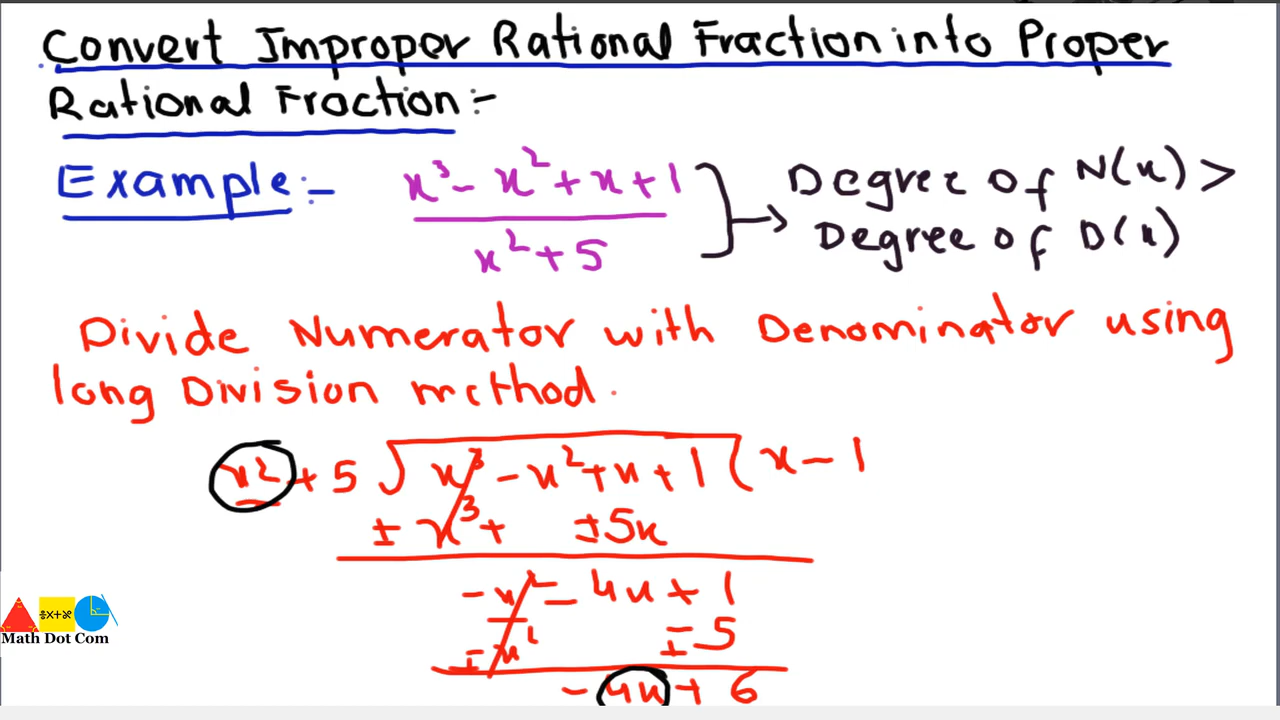 Convert Improper Rational Fraction into Proper
Rational Fraction :-
Example :- x³ - x² + x + 1 Degree of N(x) >
x² + 5 Degree of D(x)
Divide Numerator with Denominator using
long Division method.
x² + 5 ) x³ - x² + x + 1 ( x - 1
± x³ + ± 5x
- x² - 4x + 1
∓ x² ∓ 5
- 4x + 6
÷×+%
Math Dot Com